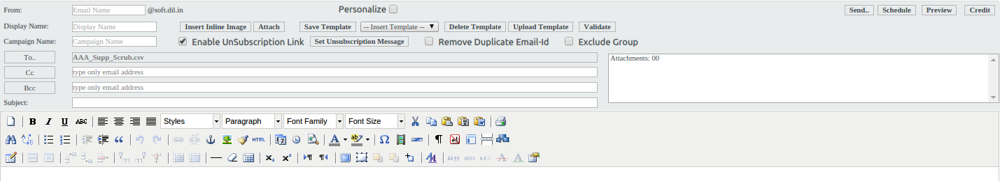 From: Email Name @soft.dil.in Personalize Send.. Schedule Preview Credit
Display Name: Display Name Insert Inline Image Attach Save Template -- Insert Template -- Delete Template Upload Template Validate
Campaign Name: Campaign Name Enable UnSubscription Link Set Unsubscription Message Remove Duplicate Email-Id Exclude Group
To.. AAA_Supp_Scrub.csv Attachments: 00
Cc type only email address
Bcc type only email address
Subject:
B I U ABC Styles Paragraph Font Family Font Size
HTML